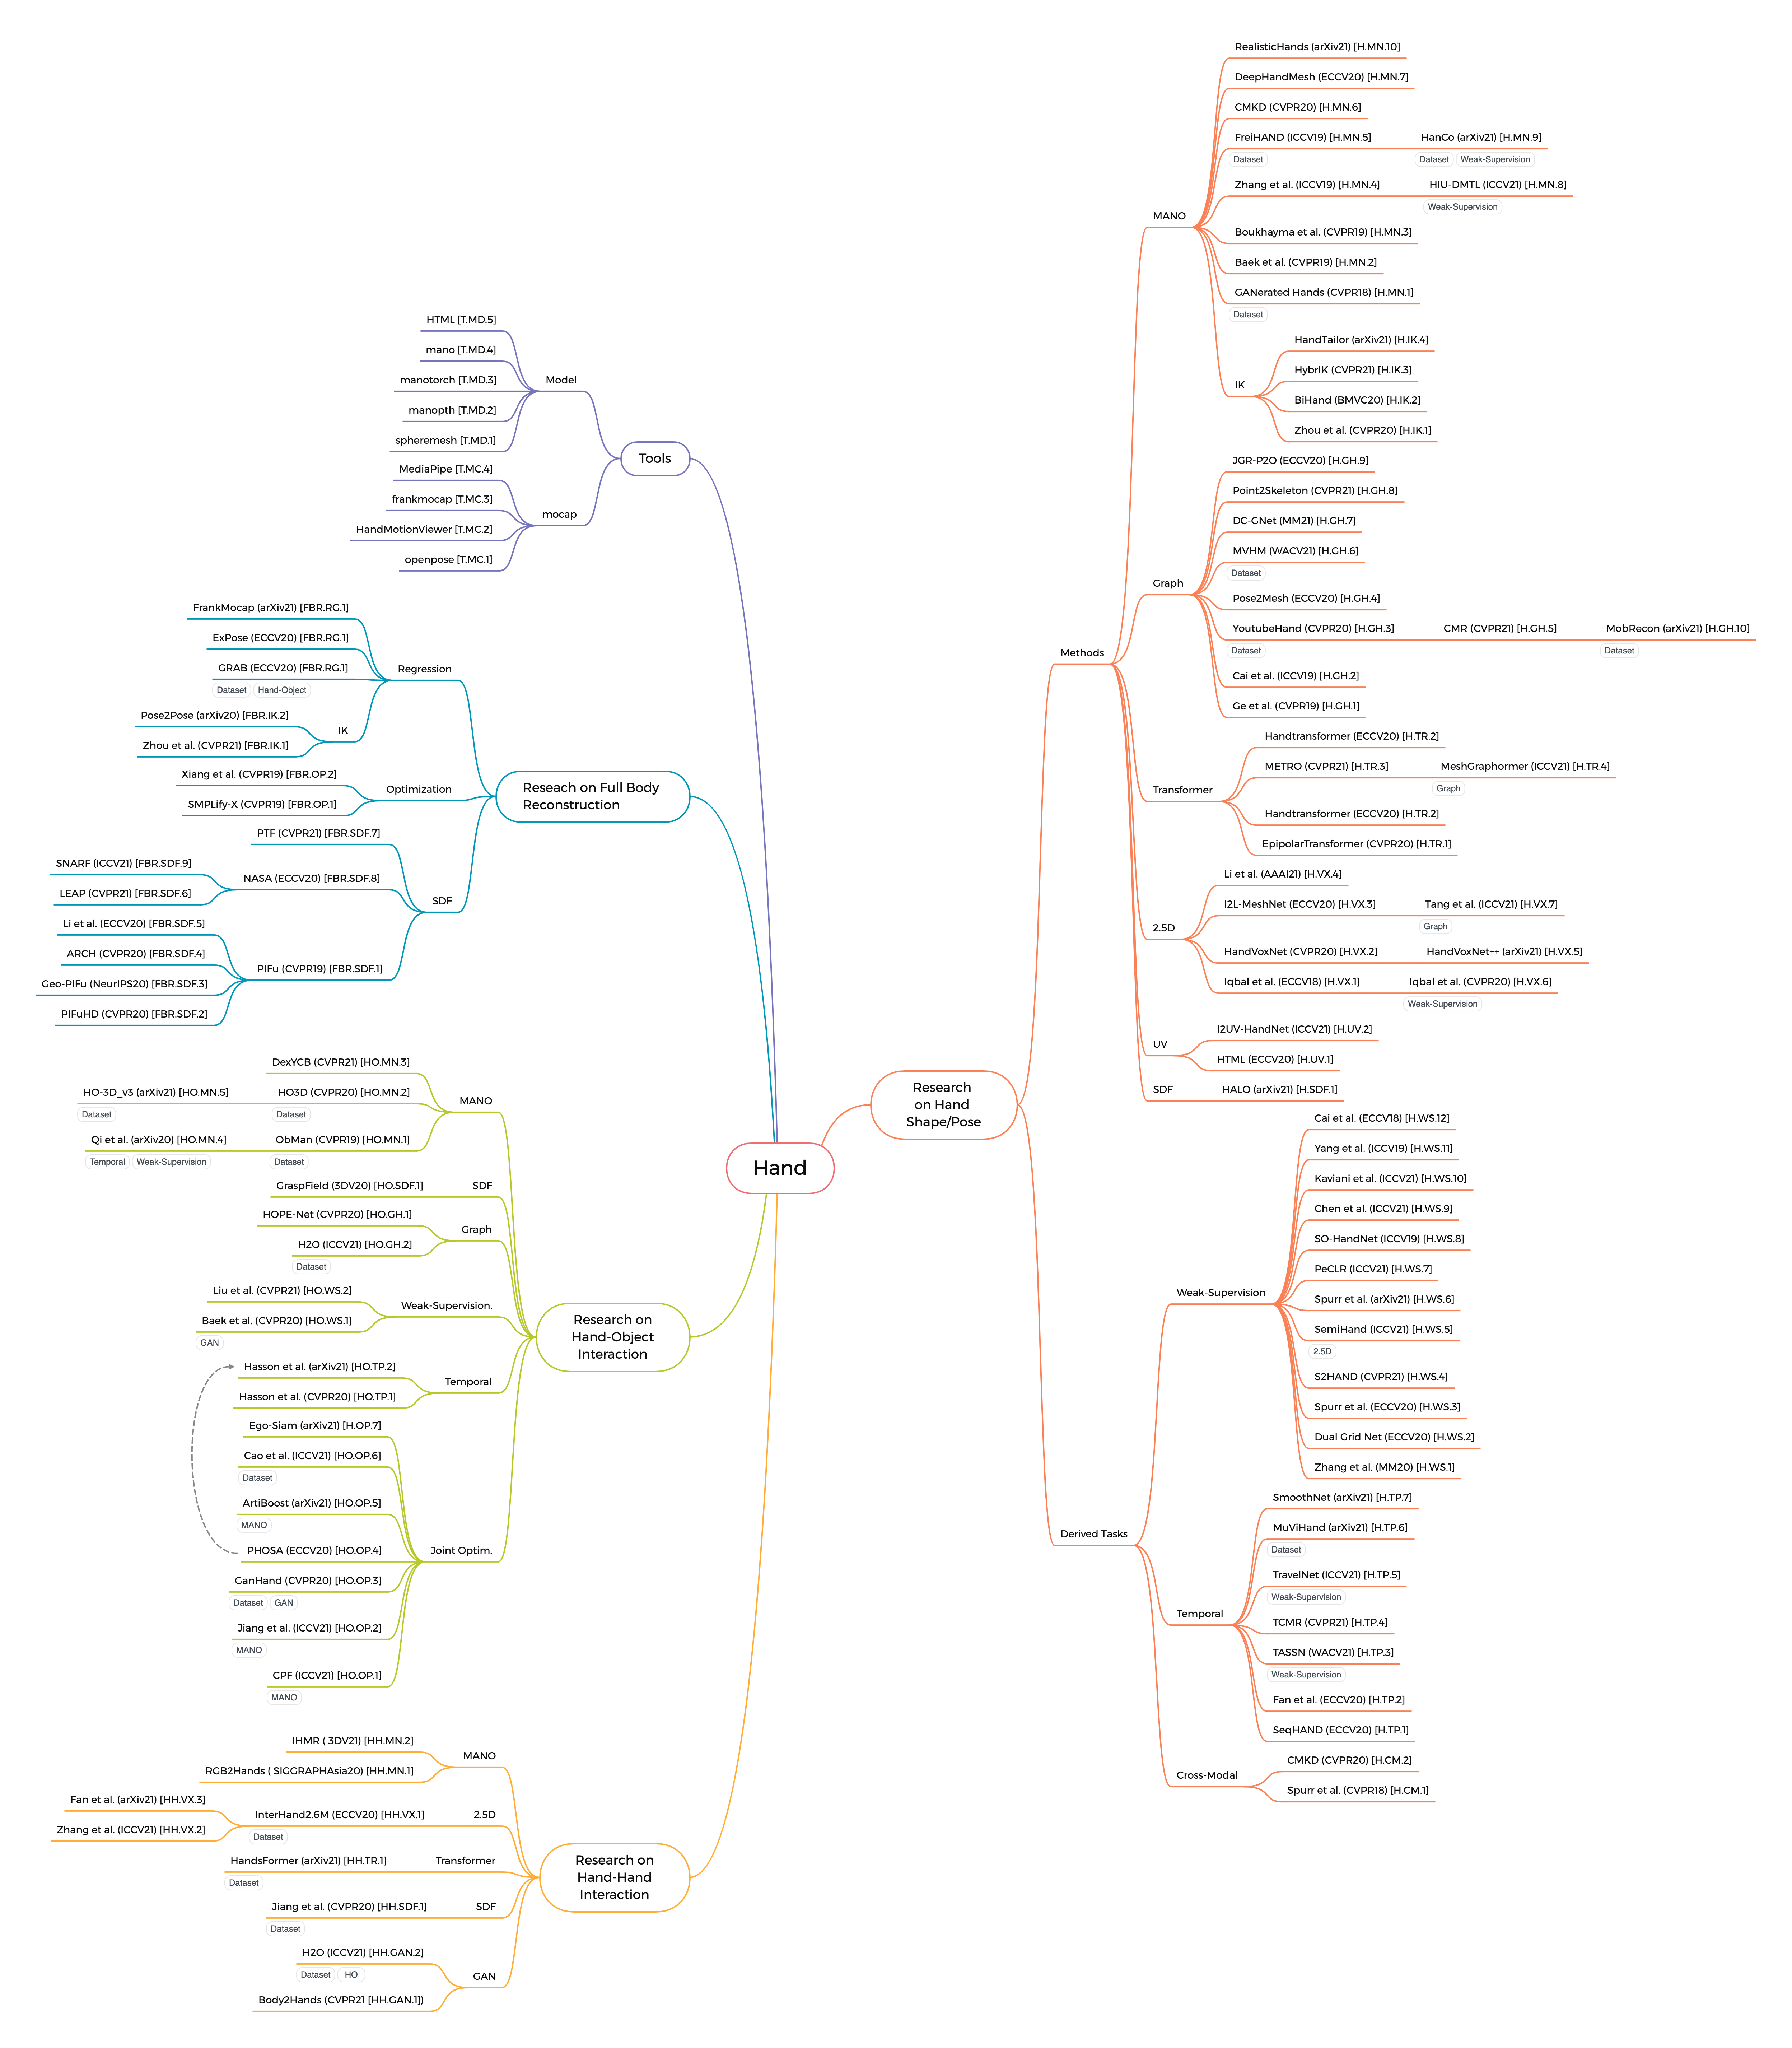 Hand
Tools
Model
HTML [T.MD.5]
mano [T.MD.4]
manotorch [T.MD.3]
manopth [T.MD.2]
spheremesh [T.MD.1]
mocap
MediaPipe [T.MC.4]
frankmocap [T.MC.3]
HandMotionViewer [T.MC.2]
openpose [T.MC.1]
Reseach on Full Body
Reconstruction
Regression
FrankMocap (arXiv21) [FBR.RG.1]
ExPose (ECCV20) [FBR.RG.1]
GRAB (ECCV20) [FBR.RG.1]
Dataset Hand-Object
IK
Pose2Pose (arXiv20) [FBR.IK.2]
Zhou et al. (CVPR21) [FBR.IK.1]
Optimization
Xiang et al. (CVPR19) [FBR.OP.2]
SMPLify-X (CVPR19) [FBR.OP.1]
SDF
PTF (CVPR21) [FBR.SDF.7]
NASA (ECCV20) [FBR.SDF.8]
SNARF (ICCV21) [FBR.SDF.9]
LEAP (CVPR21) [FBR.SDF.6]
PIFu (CVPR19) [FBR.SDF.1]
Li et al. (ECCV20) [FBR.SDF.5]
ARCH (CVPR20) [FBR.SDF.4]
Geo-PIFu (NeurIPS20) [FBR.SDF.3]
PIFuHD (CVPR20) [FBR.SDF.2]
Research on
Hand-Object
Interaction
MANO
DexYCB (CVPR21) [HO.MN.3]
HO3D (CVPR20) [HO.MN.2]
Dataset
HO-3D_v3 (arXiv21) [HO.MN.5]
Dataset
ObMan (CVPR19) [HO.MN.1]
Dataset
Qi et al. (arXiv20) [HO.MN.4]
Temporal Weak-Supervision
SDF
GraspField (3DV20) [HO.SDF.1]
Graph
HOPE-Net (CVPR20) [HO.GH.1]
H2O (ICCV21) [HO.GH.2]
Dataset
Weak-Supervision.
Liu et al. (CVPR21) [HO.WS.2]
Baek et al. (CVPR20) [HO.WS.1]
GAN
Temporal
Hasson et al. (arXiv21) [HO.TP.2]
Hasson et al. (CVPR20) [HO.TP.1]
Joint Optim.
Ego-Siam (arXiv21) [H.OP.7]
Cao et al. (ICCV21) [HO.OP.6]
Dataset
ArtiBoost (arXiv21) [HO.OP.5]
MANO
PHOSA (ECCV20) [HO.OP.4]
GanHand (CVPR20) [HO.OP.3]
Dataset GAN
Jiang et al. (ICCV21) [HO.OP.2]
MANO
CPF (ICCV21) [HO.OP.1]
MANO
Research on
Hand-Hand
Interaction
MANO
IHMR ( 3DV21) [HH.MN.2]
RGB2Hands ( SIGGRAPHAsia20) [HH.MN.1]
2.5D
InterHand2.6M (ECCV20) [HH.VX.1]
Dataset
Fan et al. (arXiv21) [HH.VX.3]
Zhang et al. (ICCV21) [HH.VX.2]
Transformer
HandsFormer (arXiv21) [HH.TR.1]
Dataset
SDF
Jiang et al. (CVPR20) [HH.SDF.1]
Dataset
GAN
H2O (ICCV21) [HH.GAN.2]
Dataset HO
Body2Hands (CVPR21 [HH.GAN.1])
Research
on Hand
Shape/Pose
Methods
MANO
RealisticHands (arXiv21) [H.MN.10]
DeepHandMesh (ECCV20) [H.MN.7]
CMKD (CVPR20) [H.MN.6]
FreiHAND (ICCV19) [H.MN.5]
Dataset
HanCo (arXiv21) [H.MN.9]
Dataset Weak-Supervision
Zhang et al. (ICCV19) [H.MN.4]
HIU-DMTL (ICCV21) [H.MN.8]
Weak-Supervision
Boukhayma et al. (CVPR19) [H.MN.3]
Baek et al. (CVPR19) [H.MN.2]
GANerated Hands (CVPR18) [H.MN.1]
Dataset
IK
HandTailor (arXiv21) [H.IK.4]
HybrIK (CVPR21) [H.IK.3]
BiHand (BMVC20) [H.IK.2]
Zhou et al. (CVPR20) [H.IK.1]
Graph
JGR-P2O (ECCV20) [H.GH.9]
Point2Skeleton (CVPR21) [H.GH.8]
DC-GNet (MM21) [H.GH.7]
MVHM (WACV21) [H.GH.6]
Dataset
Pose2Mesh (ECCV20) [H.GH.4]
YoutubeHand (CVPR20) [H.GH.3]
Dataset
CMR (CVPR21) [H.GH.5]
MobRecon (arXiv21) [H.GH.10]
Dataset
Cai et al. (ICCV19) [H.GH.2]
Ge et al. (CVPR19) [H.GH.1]
Transformer
Handtransformer (ECCV20) [H.TR.2]
METRO (CVPR21) [H.TR.3]
MeshGraphormer (ICCV21) [H.TR.4]
Graph
Handtransformer (ECCV20) [H.TR.2]
EpipolarTransformer (CVPR20) [H.TR.1]
2.5D
Li et al. (AAAI21) [H.VX.4]
I2L-MeshNet (ECCV20) [H.VX.3]
Tang et al. (ICCV21) [H.VX.7]
Graph
HandVoxNet (CVPR20) [H.VX.2]
HandVoxNet++ (arXiv21) [H.VX.5]
Iqbal et al. (ECCV18) [H.VX.1]
Iqbal et al. (CVPR20) [H.VX.6]
Weak-Supervision
UV
I2UV-HandNet (ICCV21) [H.UV.2]
HTML (ECCV20) [H.UV.1]
SDF
HALO (arXiv21) [H.SDF.1]
Derived Tasks
Weak-Supervision
Cai et al. (ECCV18) [H.WS.12]
Yang et al. (ICCV19) [H.WS.11]
Kaviani et al. (ICCV21) [H.WS.10]
Chen et al. (ICCV21) [H.WS.9]
SO-HandNet (ICCV19) [H.WS.8]
PeCLR (ICCV21) [H.WS.7]
Spurr et al. (arXiv21) [H.WS.6]
SemiHand (ICCV21) [H.WS.5]
2.5D
S2HAND (CVPR21) [H.WS.4]
Spurr et al. (ECCV20) [H.WS.3]
Dual Grid Net (ECCV20) [H.WS.2]
Zhang et al. (MM20) [H.WS.1]
Temporal
SmoothNet (arXiv21) [H.TP.7]
MuViHand (arXiv21) [H.TP.6]
Dataset
TravelNet (ICCV21) [H.TP.5]
Weak-Supervision
TCMR (CVPR21) [H.TP.4]
TASSN (WACV21) [H.TP.3]
Weak-Supervision
Fan et al. (ECCV20) [H.TP.2]
SeqHAND (ECCV20) [H.TP.1]
Cross-Modal
CMKD (CVPR20) [H.CM.2]
Spurr et al. (CVPR18) [H.CM.1]